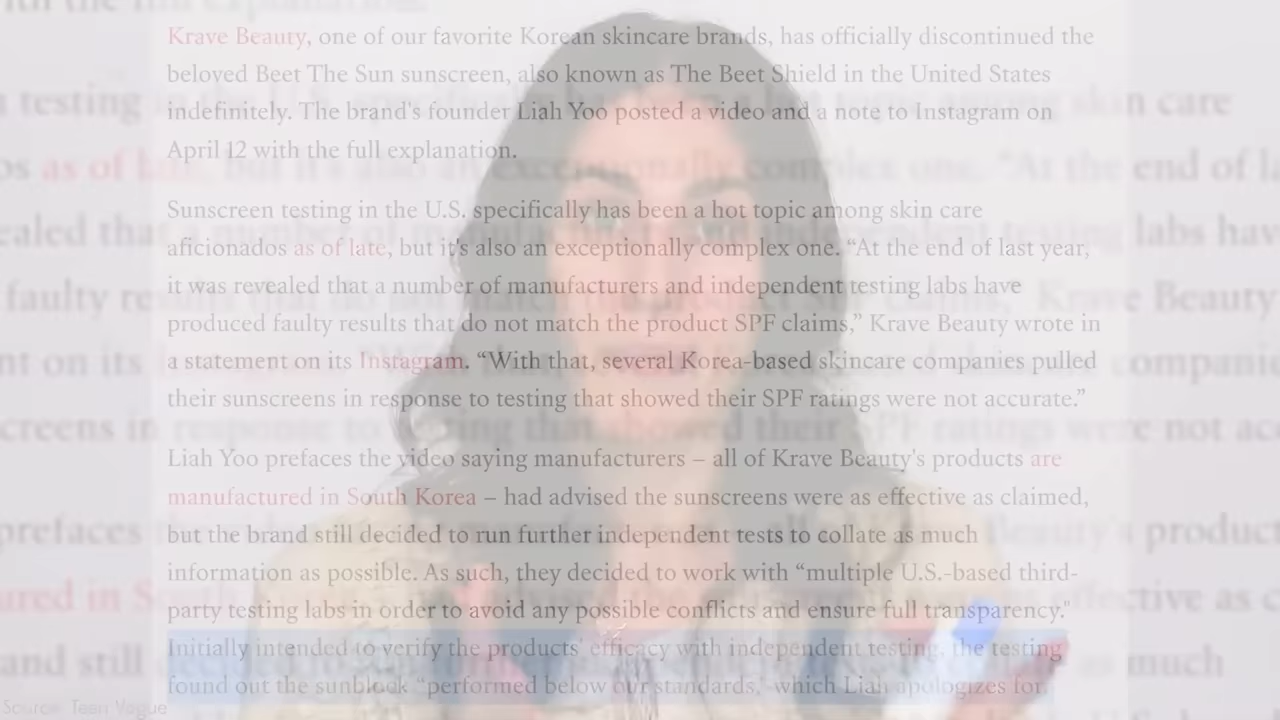 Krave Beauty, one of our favorite Korean skincare brands, has officially discontinued the
beloved Beet The Sun sunscreen, also known as The Beet Shield in the United States
indefinitely. The brand's founder Liah Yoo posted a video and a note to Instagram on
April 12 with the full explanation.
Sunscreen testing in the U.S. specifically has been a hot topic among skin care
aficionados as of late, but it's also an exceptionally complex one. “At the end of last year,
it was revealed that a number of manufacturers and independent testing labs have
produced faulty results that do not match the product SPF claims,” Krave Beauty wrote in
a statement on its Instagram. “With that, several Korea-based skincare companies pulled
their sunscreens in response to testing that showed their SPF ratings were not accurate.”
Liah Yoo prefaces the video saying manufacturers – all of Krave Beauty's products are
manufactured in South Korea – had advised the sunscreens were as effective as claimed,
but the brand still decided to run further independent tests to collate as much
information as possible. As such, they decided to work with “multiple U.S.-based third-
party testing labs in order to avoid any possible conflicts and ensure full transparency."
Initially intended to verify the products' efficacy with independent testing, the testing
found out the sunblock “performed below our standards,” which Liah apologizes for
Source: Teen Vogue